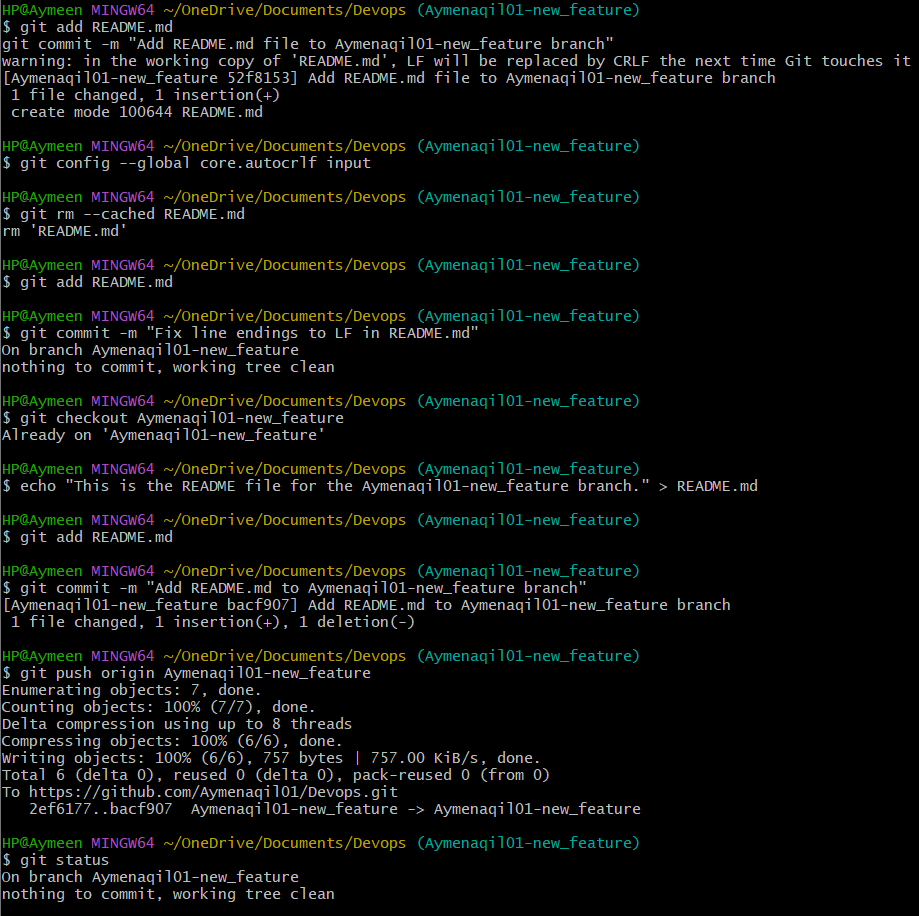 HP@Aymeen MINGW64 ~/OneDrive/Documents/Devops (Aymenaqil01-new_feature)
$ git add README.md
git commit -m "Add README.md file to Aymenaqil01-new_feature branch"
warning: in the working copy of 'README.md', LF will be replaced by CRLF the next time Git touches it
[Aymenaqil01-new_feature 52f8153] Add README.md file to Aymenaqil01-new_feature branch
 1 file changed, 1 insertion(+)
 create mode 100644 README.md

HP@Aymeen MINGW64 ~/OneDrive/Documents/Devops (Aymenaqil01-new_feature)
$ git config --global core.autocrlf input

HP@Aymeen MINGW64 ~/OneDrive/Documents/Devops (Aymenaqil01-new_feature)
$ git rm --cached README.md
rm 'README.md'

HP@Aymeen MINGW64 ~/OneDrive/Documents/Devops (Aymenaqil01-new_feature)
$ git add README.md

HP@Aymeen MINGW64 ~/OneDrive/Documents/Devops (Aymenaqil01-new_feature)
$ git commit -m "Fix line endings to LF in README.md"
On branch Aymenaqil01-new_feature
nothing to commit, working tree clean

HP@Aymeen MINGW64 ~/OneDrive/Documents/Devops (Aymenaqil01-new_feature)
$ git checkout Aymenaqil01-new_feature
Already on 'Aymenaqil01-new_feature'

HP@Aymeen MINGW64 ~/OneDrive/Documents/Devops (Aymenaqil01-new_feature)
$ echo "This is the README file for the Aymenaqil01-new_feature branch." > README.md

HP@Aymeen MINGW64 ~/OneDrive/Documents/Devops (Aymenaqil01-new_feature)
$ git add README.md

HP@Aymeen MINGW64 ~/OneDrive/Documents/Devops (Aymenaqil01-new_feature)
$ git commit -m "Add README.md to Aymenaqil01-new_feature branch"
[Aymenaqil01-new_feature bacf907] Add README.md to Aymenaqil01-new_feature branch
 1 file changed, 1 insertion(+), 1 deletion(-)

HP@Aymeen MINGW64 ~/OneDrive/Documents/Devops (Aymenaqil01-new_feature)
$ git push origin Aymenaqil01-new_feature
Enumerating objects: 7, done.
Counting objects: 100% (7/7), done.
Delta compression using up to 8 threads
Compressing objects: 100% (6/6), done.
Writing objects: 100% (6/6), 757 bytes | 757.00 KiB/s, done.
Total 6 (delta 0), reused 0 (delta 0), pack-reused 0 (from 0)
To https://github.com/Aymenaqil01/Devops.git
   2ef6177..bacf907  Aymenaqil01-new_feature -> Aymenaqil01-new_feature

HP@Aymeen MINGW64 ~/OneDrive/Documents/Devops (Aymenaqil01-new_feature)
$ git status
On branch Aymenaqil01-new_feature
nothing to commit, working tree clean